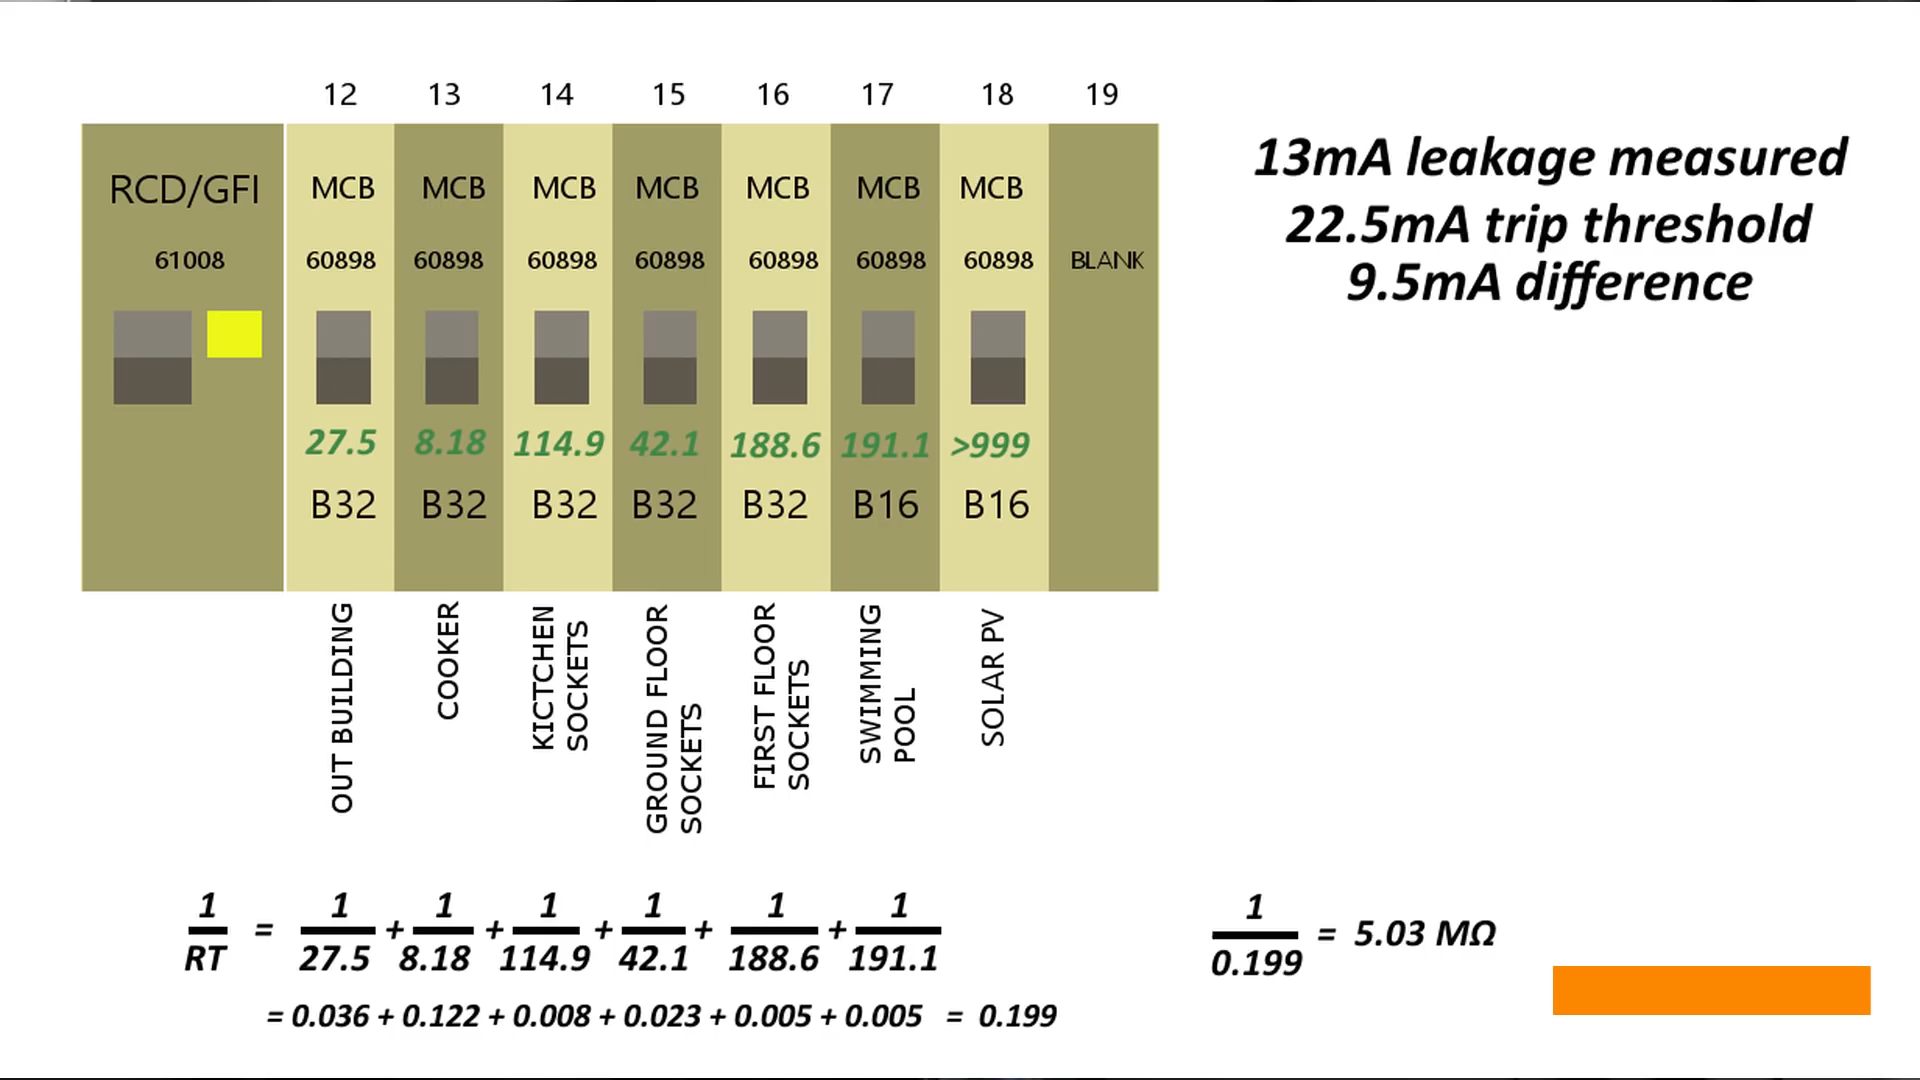 12 13 14 15 16 17 18 19
RCD/GFI MCB MCB MCB MCB MCB MCB MCB
61008 60898 60898 60898 60898 60898 60898 60898 BLANK
27.5 8.18 114.9 42.1 188.6 191.1 >999
B32 B32 B32 B32 B32 B16 B16
OUT BUILDING
COOKER
KICTCHEN
SOCKETS
GROUND FLOOR
SOCKETS
FIRST FLOOR
SOCKETS
SWIMMING
POOL
SOLAR PV
13mA leakage measured
22.5mA trip threshold
9.5mA difference
1 1 1 1 1 1 1
= + + + + +
RT 27.5 8.18 114.9 42.1 188.6 191.1
= 0.036 + 0.122 + 0.008 + 0.023 + 0.005 + 0.005 = 0.199
1
= 5.03 MΩ
0.199